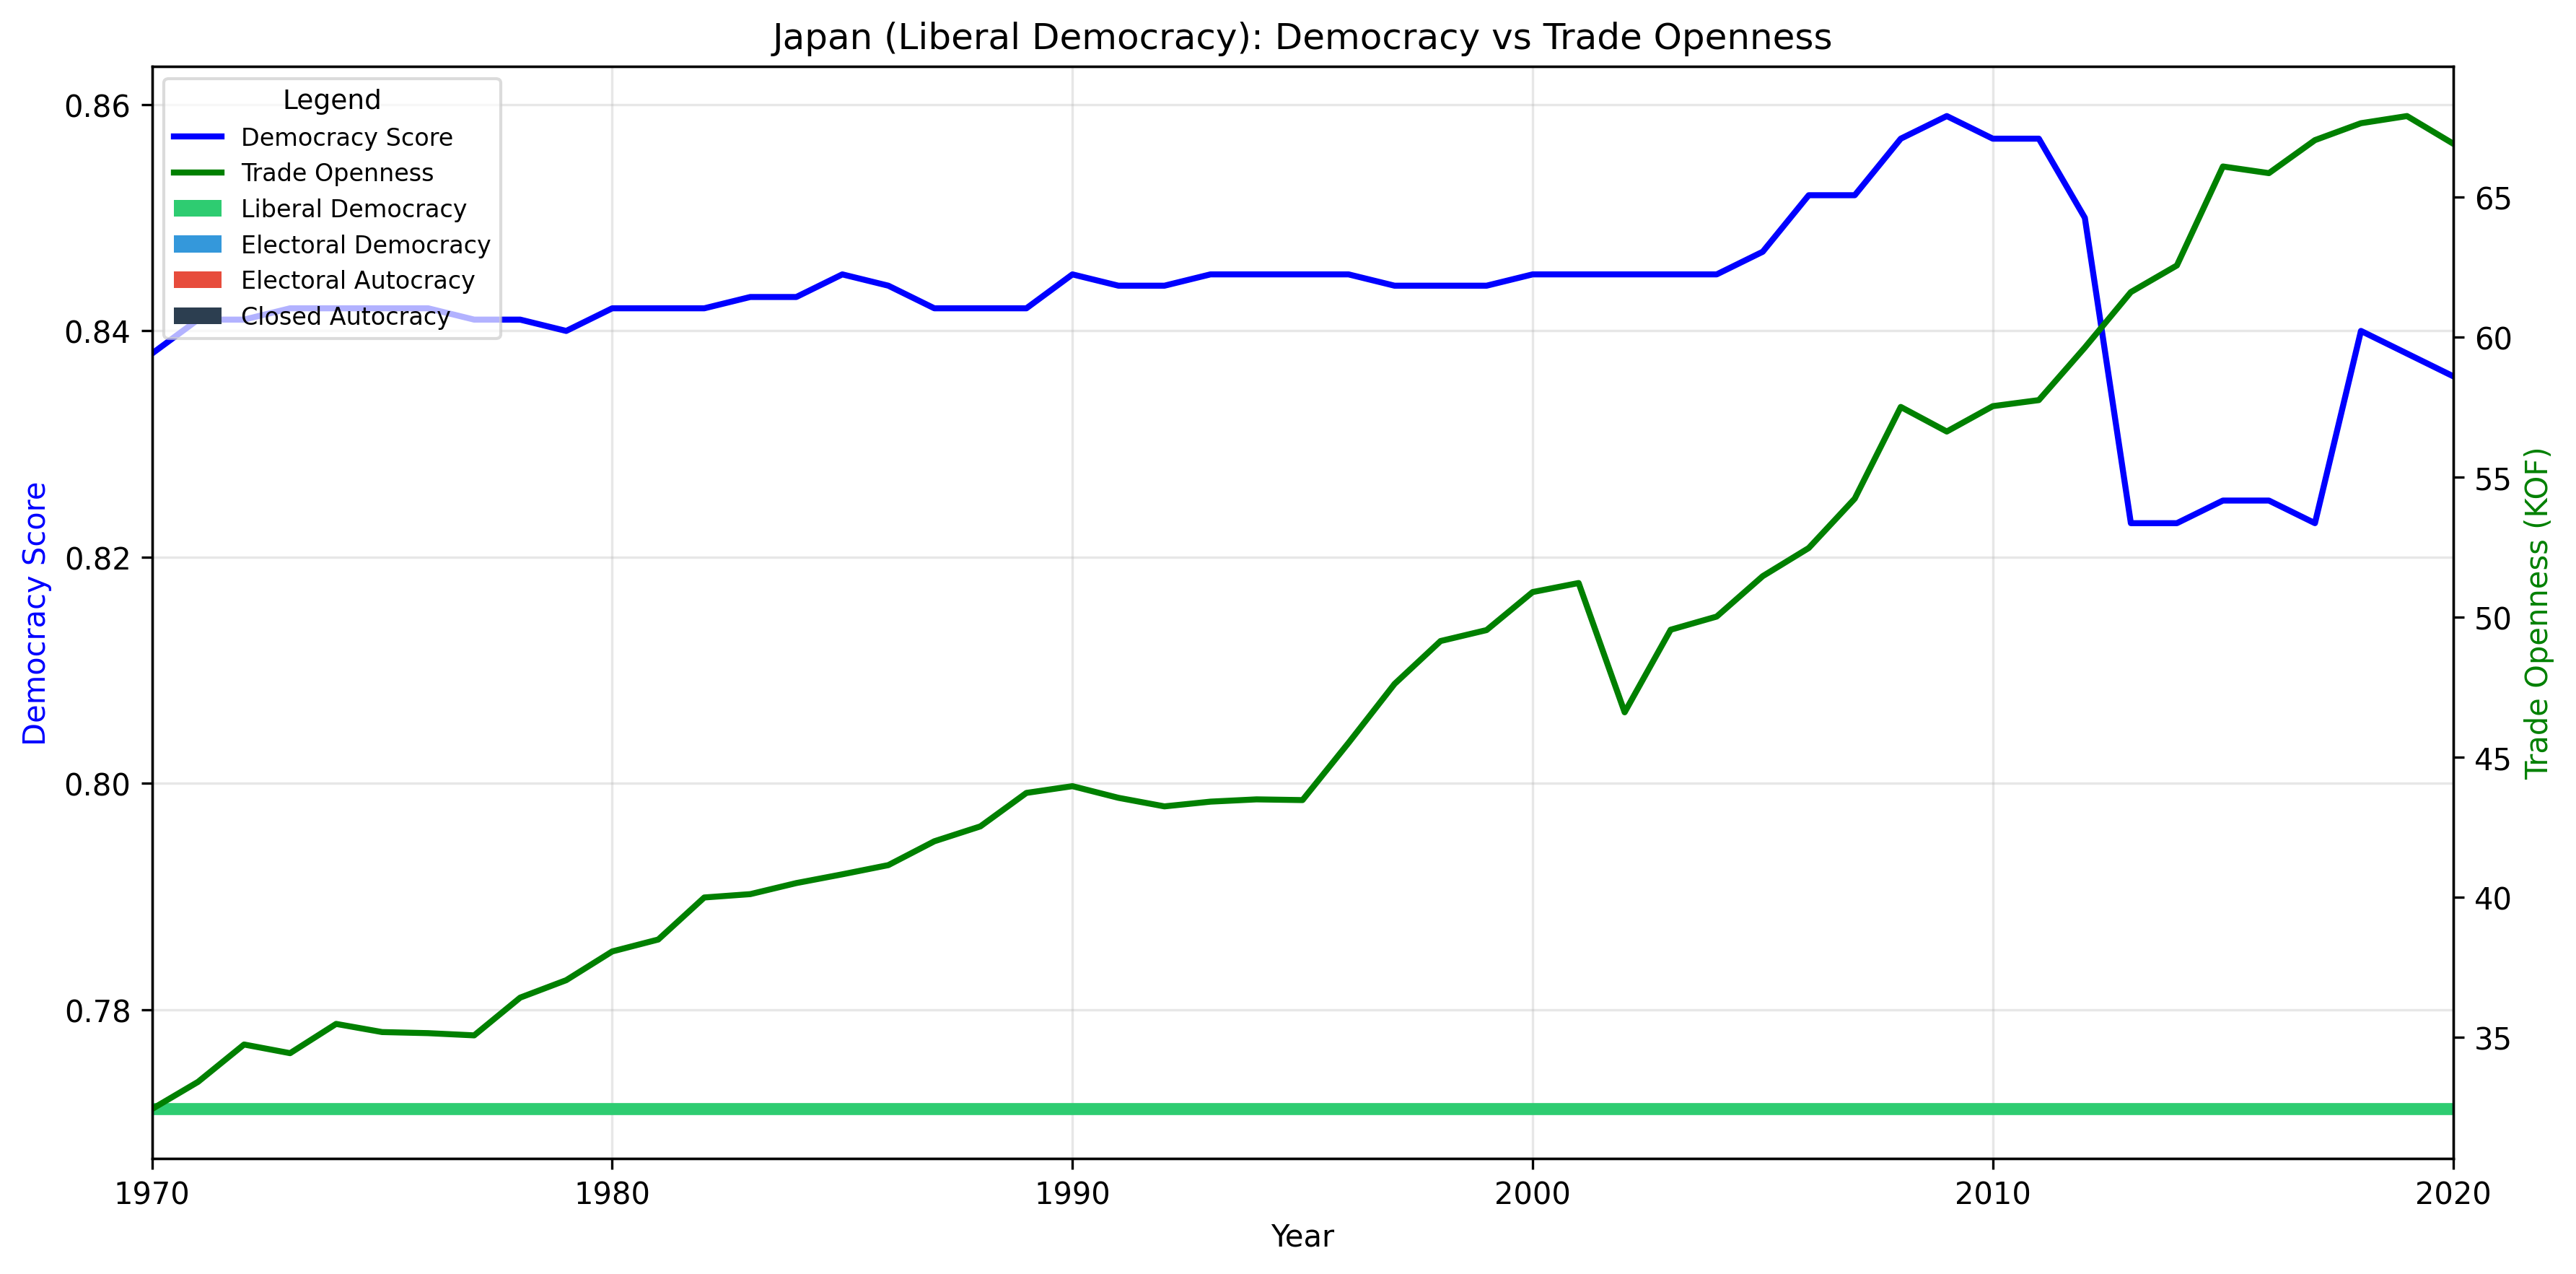 Japan (Liberal Democracy): Democracy vs Trade Openness
Legend
Democracy Score
Trade Openness
Liberal Democracy
Electoral Democracy
Electoral Autocracy
Closed Autocracy
Democracy Score
0.86
0.84
0.82
0.80
0.78
65
60
55
50
45
40
35
Trade Openness (KOF)
1970
1980
1990
2000
2010
2020
Year